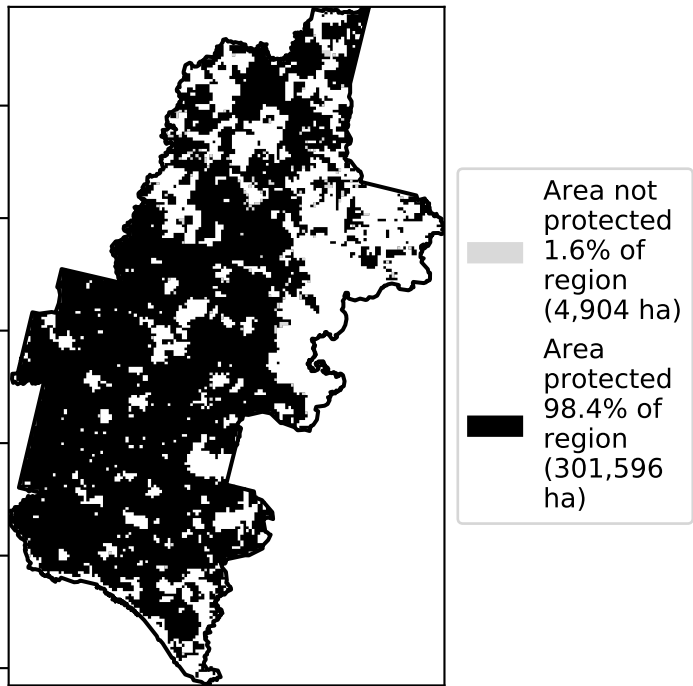 Area not
protected
1.6% of
region
(4,904 ha)
Area
protected
98.4% of
region
(301,596
ha)